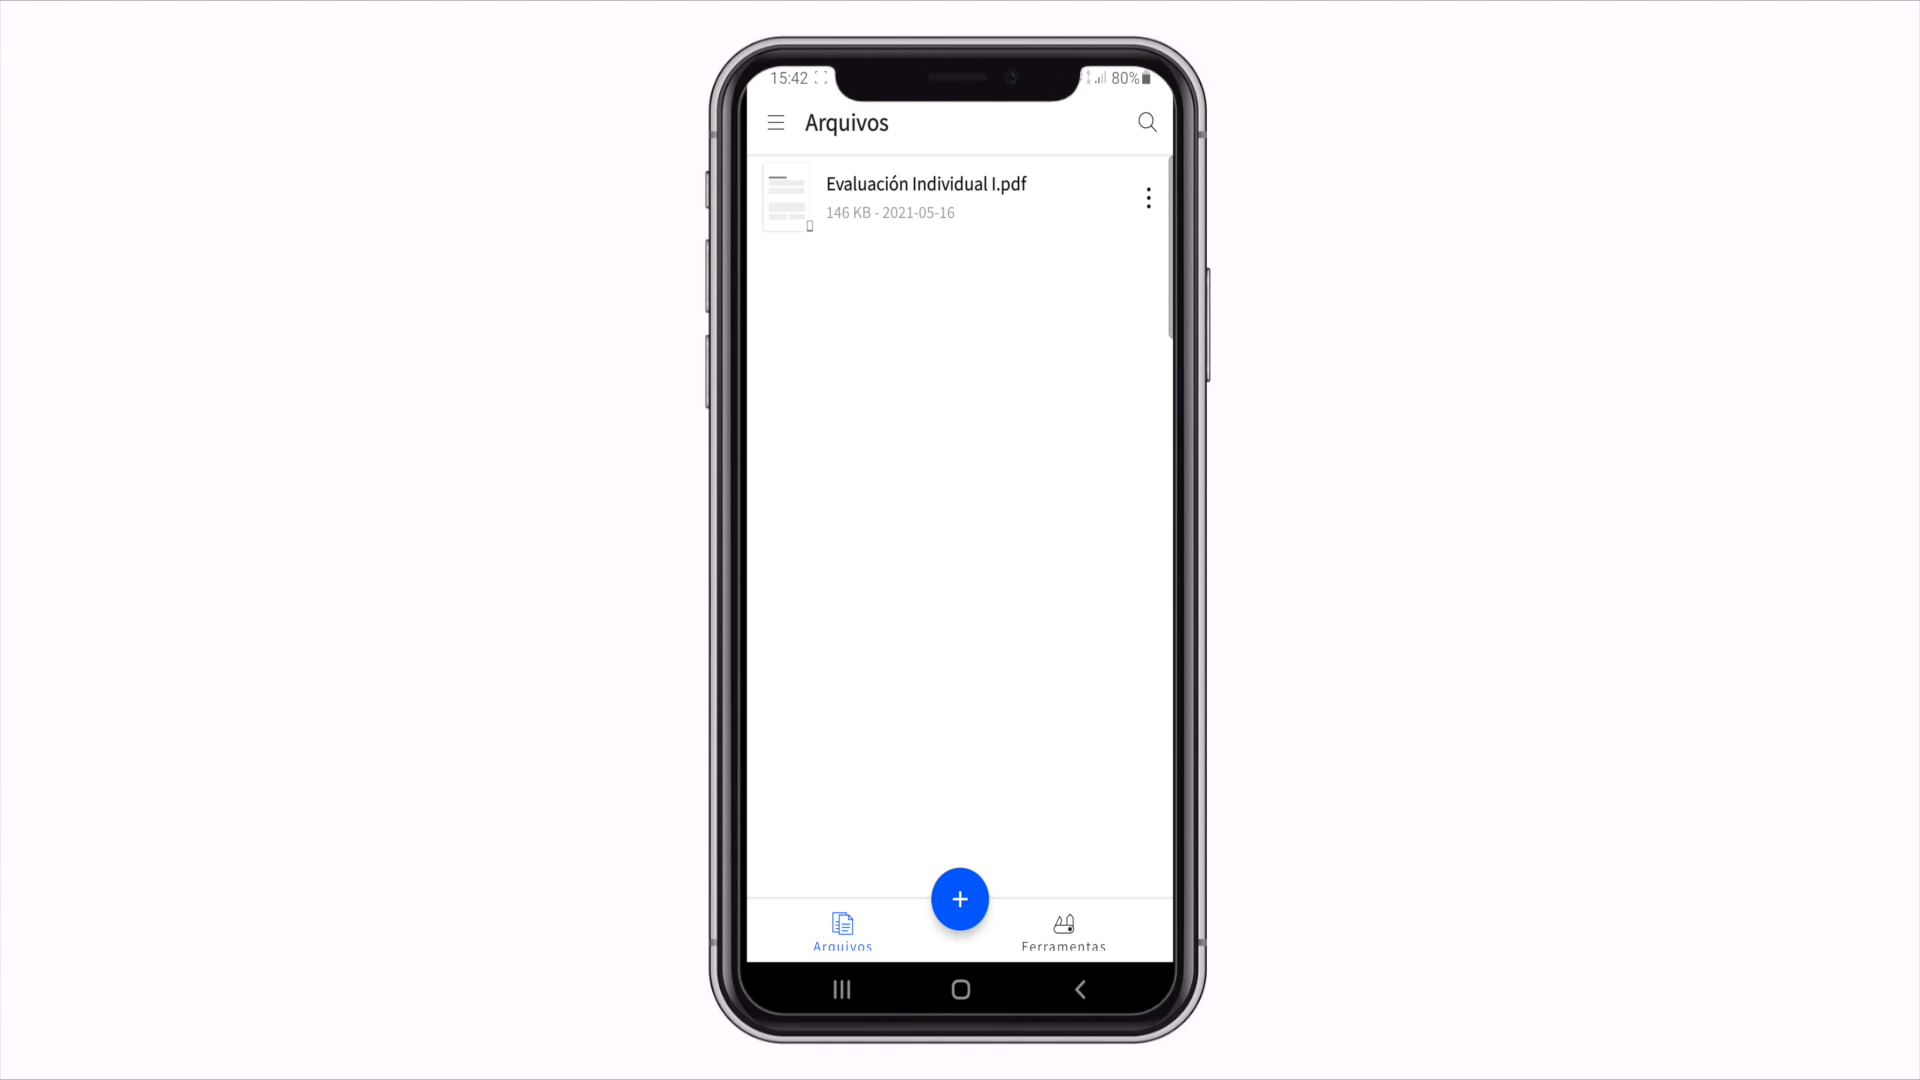 15:42 80%
Arquivos
Evaluación Individual I.pdf
146 KB - 2021-05-16
+
Arquivos
Ferramentas